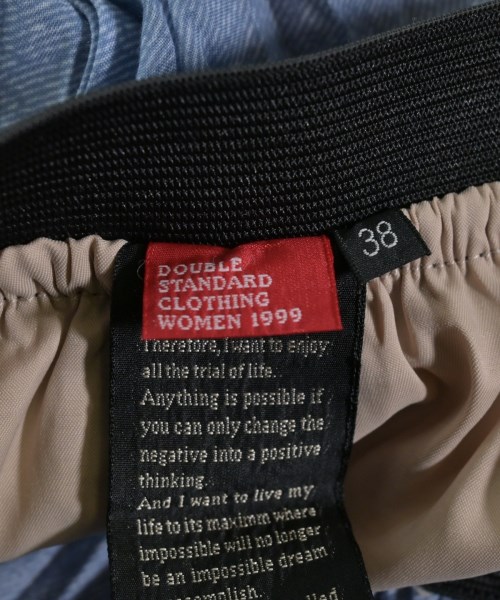 38
DOUBLE
STANDARD
CLOTHING
WOMEN 1999
Therefore, I want to enjoy
all the trial of life..
Anything is possible if
you can only change the
negative into a positive
thinking.
And I want to live my
life to its maximm where
impossible will no longer
be an impossible dream
accomplish.